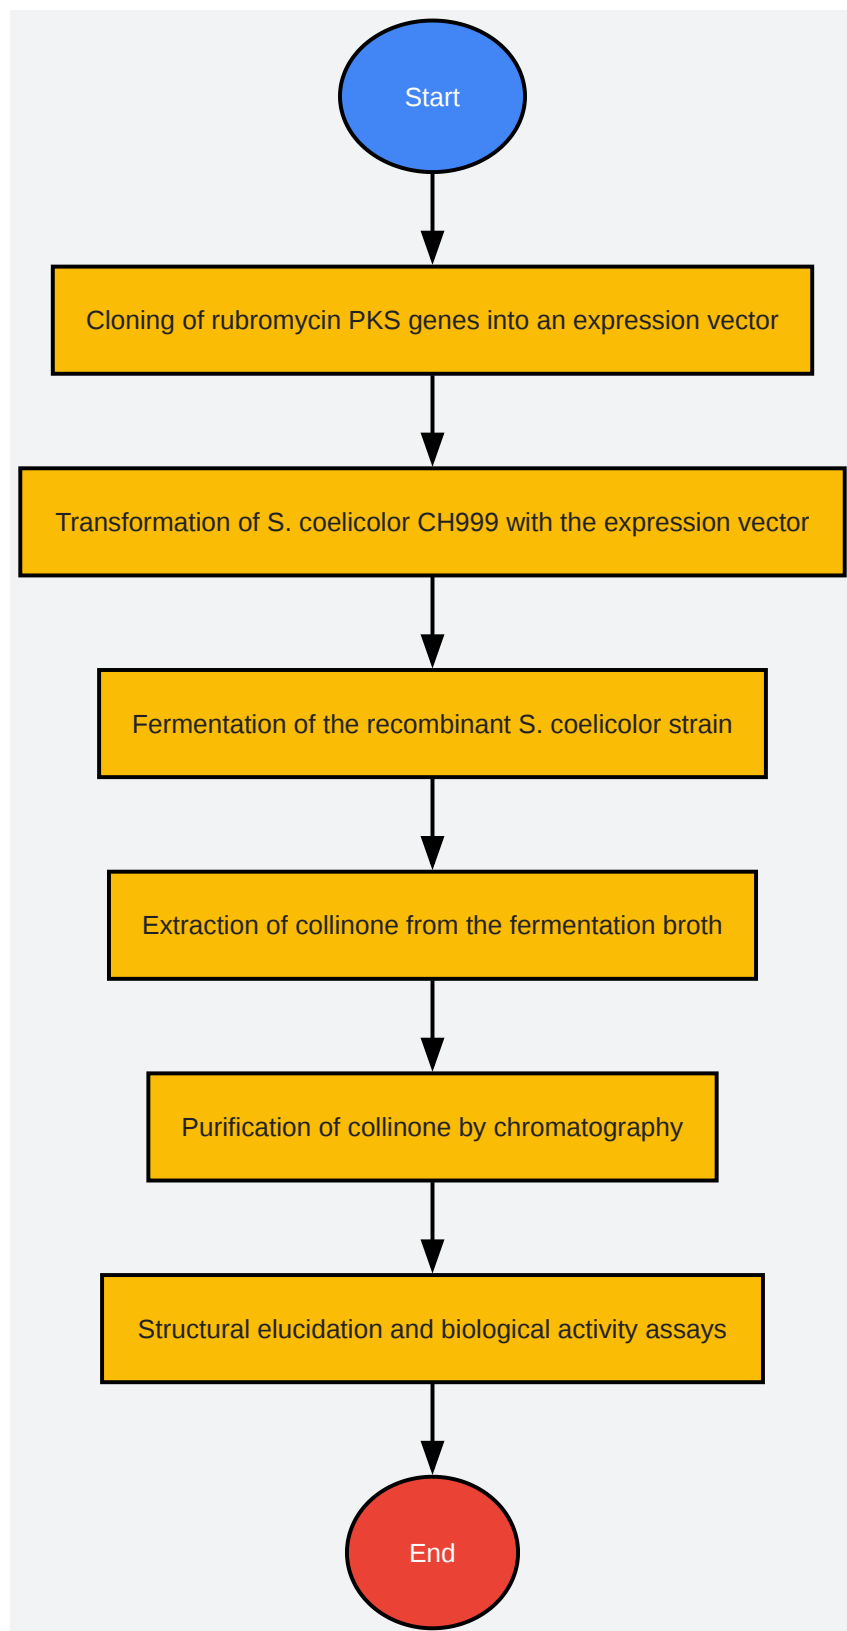 Start
Cloning of rubromycin PKS genes into an expression vector
Transformation of S. coelicolor CH999 with the expression vector
Fermentation of the recombinant S. coelicolor strain
Extraction of collinone from the fermentation broth
Purification of collinone by chromatography
Structural elucidation and biological activity assays
End